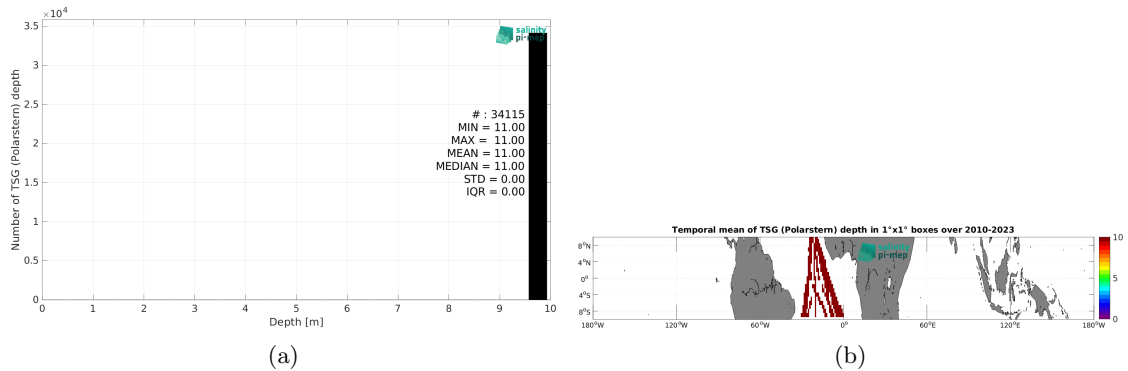 ×10⁴
3.5
3
2.5
2
1.5
1
0.5
0
Number of TSG (Polarstern) depth
salinity
pi-mep
# : 34115
MIN = 11.00
MAX = 11.00
MEAN = 11.00
MEDIAN = 11.00
STD = 0.00
IQR = 0.00
0 1 2 3 4 5 6 7 8 9 10
Depth [m]
(a)
Temporal mean of TSG (Polarstern) depth in 1°x1° boxes over 2010-2023
8°N
4°N
0°
4°S
8°S
salinity
pi-mep
180°W 120°W 60°W 0° 60°E 120°E 180°W
10
5
0
(b)